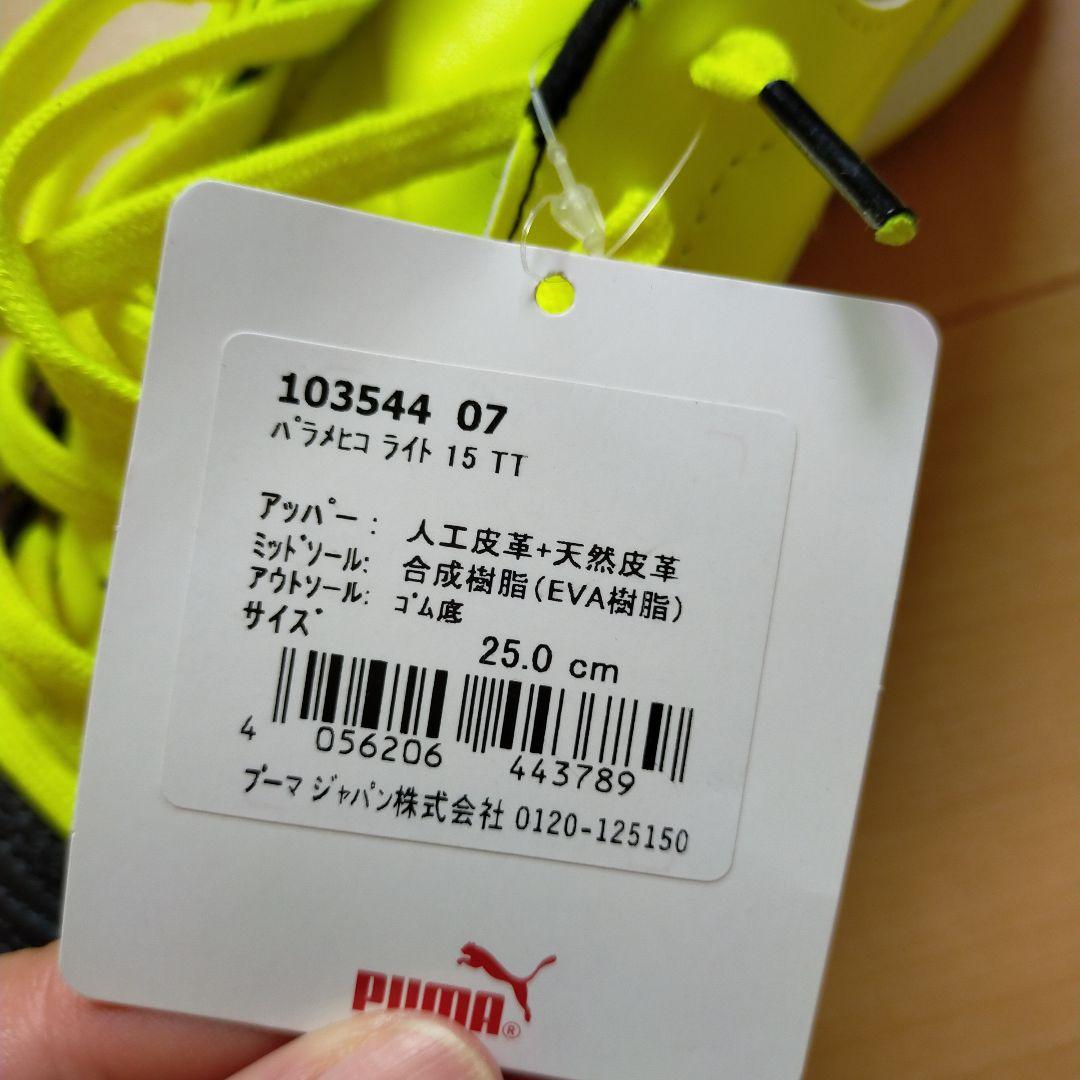 103544 07
パラメヒコ ライト 15 TT
アッパー: 人工皮革+天然皮革
ミッドソール: 合成樹脂(EVA樹脂)
アウトソール: ゴム底
サイズ 25.0 cm
4 056206 443789
プーマ ジャパン株式会社 0120-125150
PUMA®